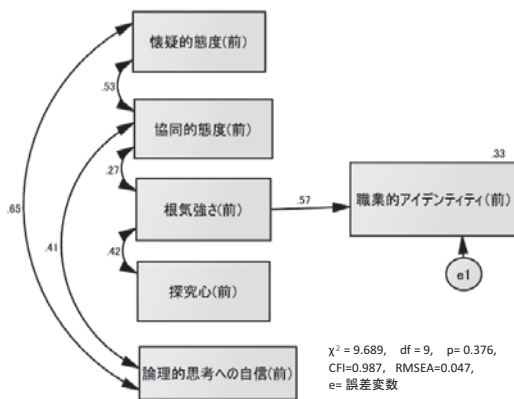 懐疑的態度(前)
.53
協同的態度(前)
.27
.33
職業的アイデンティティ(前)
.57
根気強さ(前)
.65
.41
.42
e1
探究心(前)
論理的思考への自信(前)
χ² = 9.689, df = 9, p= 0.376,
CFI=0.987, RMSEA=0.047,
e= 誤差変数